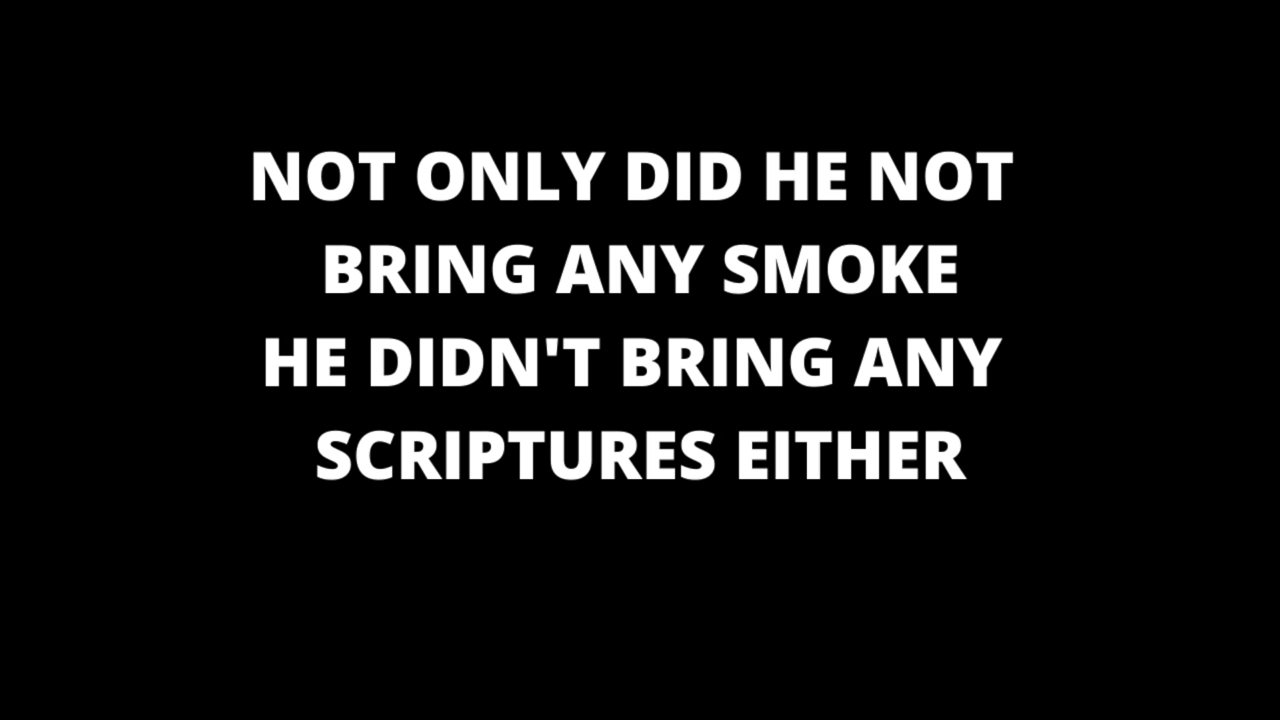 NOT ONLY DID HE NOT
BRING ANY SMOKE
HE DIDN'T BRING ANY
SCRIPTURES EITHER